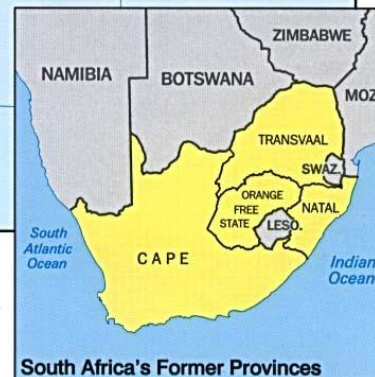 ZIMBABWE
NAMIBIA
BOTSWANA
MOZ
TRANSVAAL
SWAZ.
ORANGE
FREE
STATE
NATAL
LESO.
South
Atlantic
Ocean
CAPE
Indian
Ocean
South Africa's Former Provinces